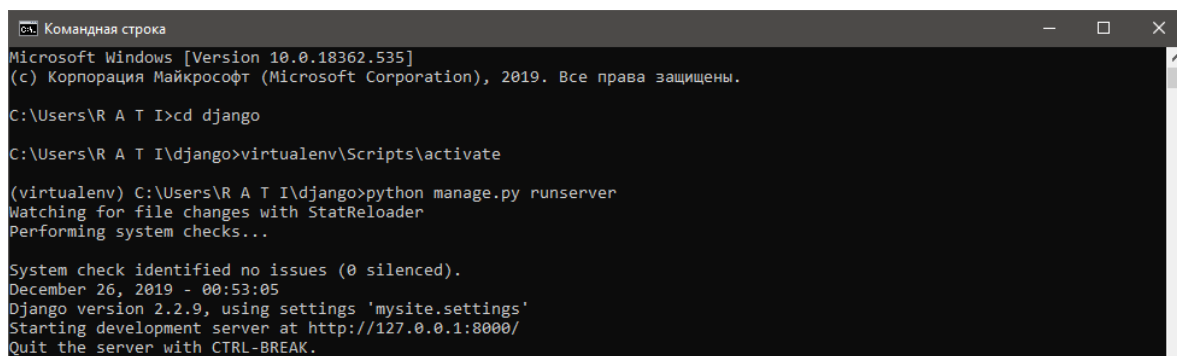 Командная строка
Microsoft Windows [Version 10.0.18362.535]
(c) Корпорация Майкрософт (Microsoft Corporation), 2019. Все права защищены.
C:\Users\R A T I>cd django
C:\Users\R A T I\django>virtualenv\Scripts\activate
(virtualenv) C:\Users\R A T I\django>python manage.py runserver
Watching for file changes with StatReloader
Performing system checks...
System check identified no issues (0 silenced).
December 26, 2019 - 00:53:05
Django version 2.2.9, using settings 'mysite.settings'
Starting development server at http://127.0.0.1:8000/
Quit the server with CTRL-BREAK.